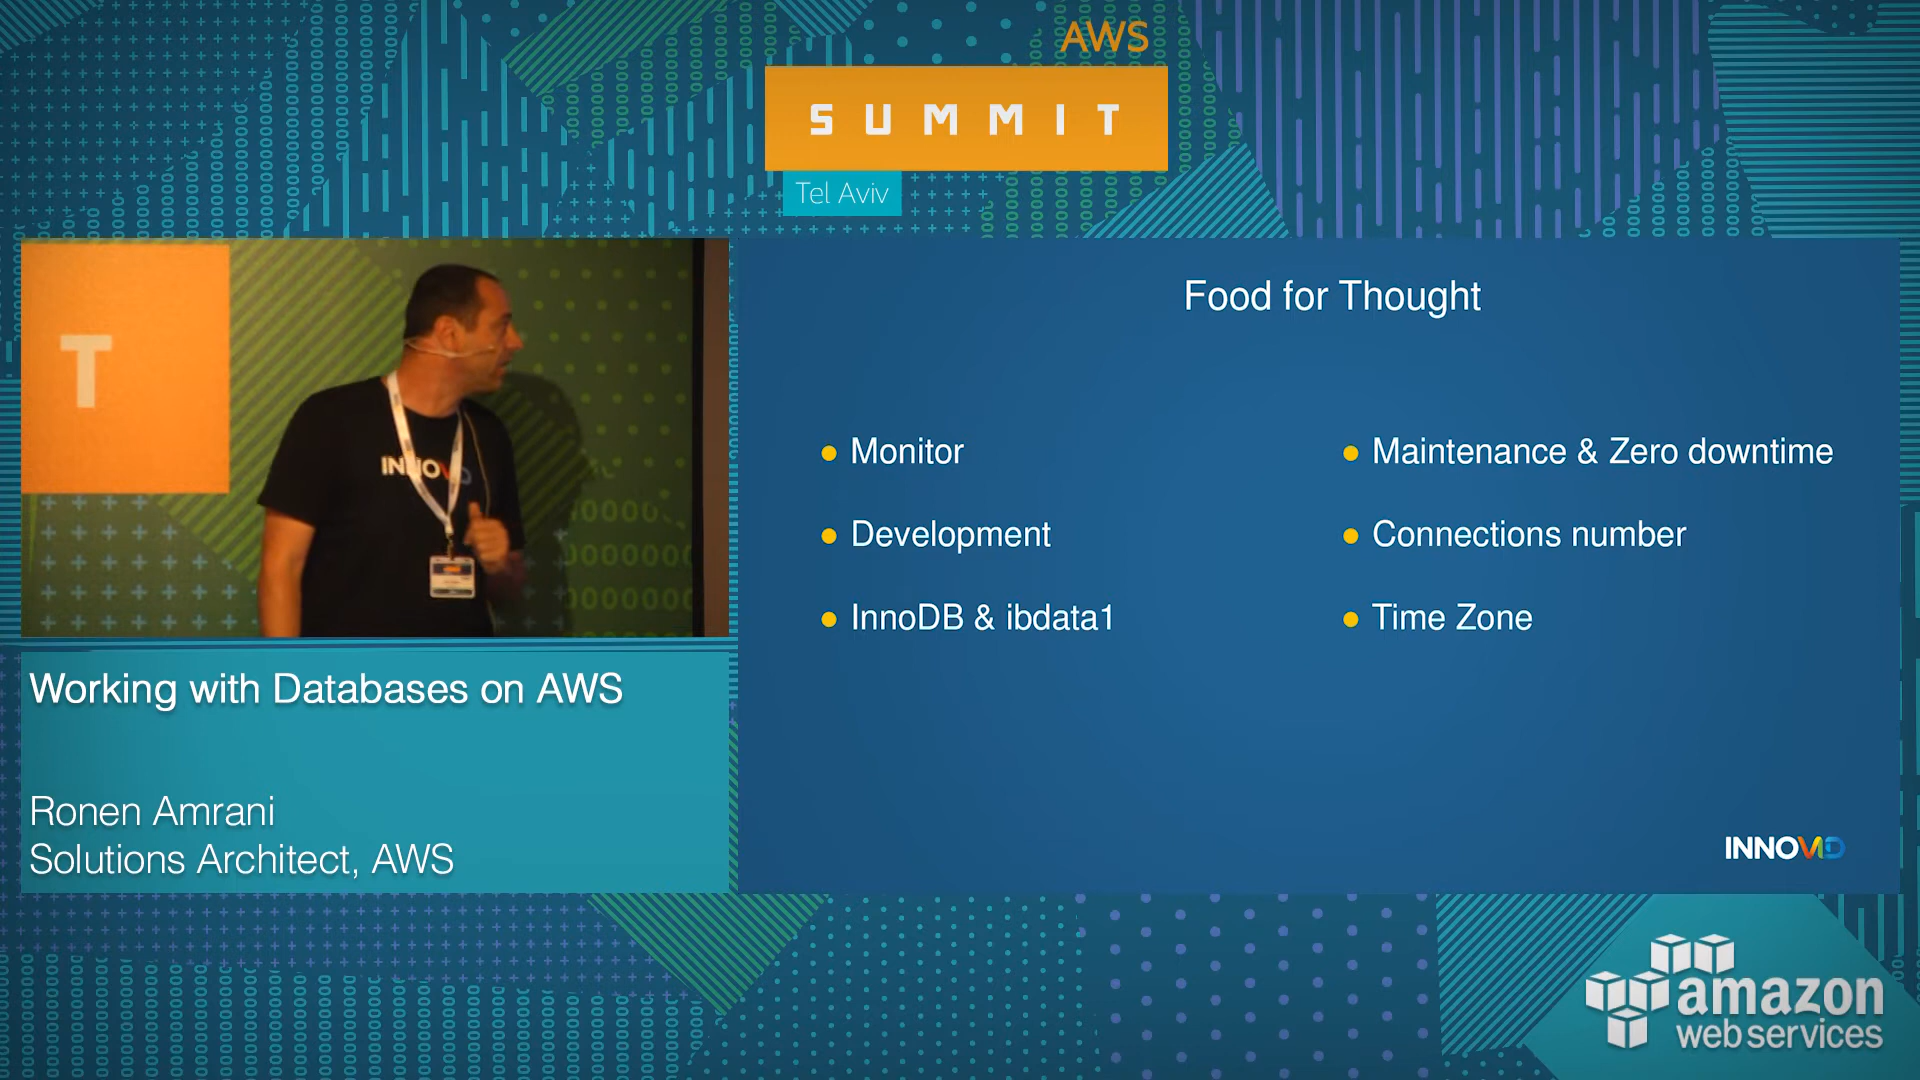 AWS
SUMMIT
Tel Aviv
T
INNOVID
Working with Databases on AWS
Ronen Amrani
Solutions Architect, AWS
Food for Thought
Monitor
Development
InnoDB & ibdata1
Maintenance & Zero downtime
Connections number
Time Zone
INNOVID
amazon
web services